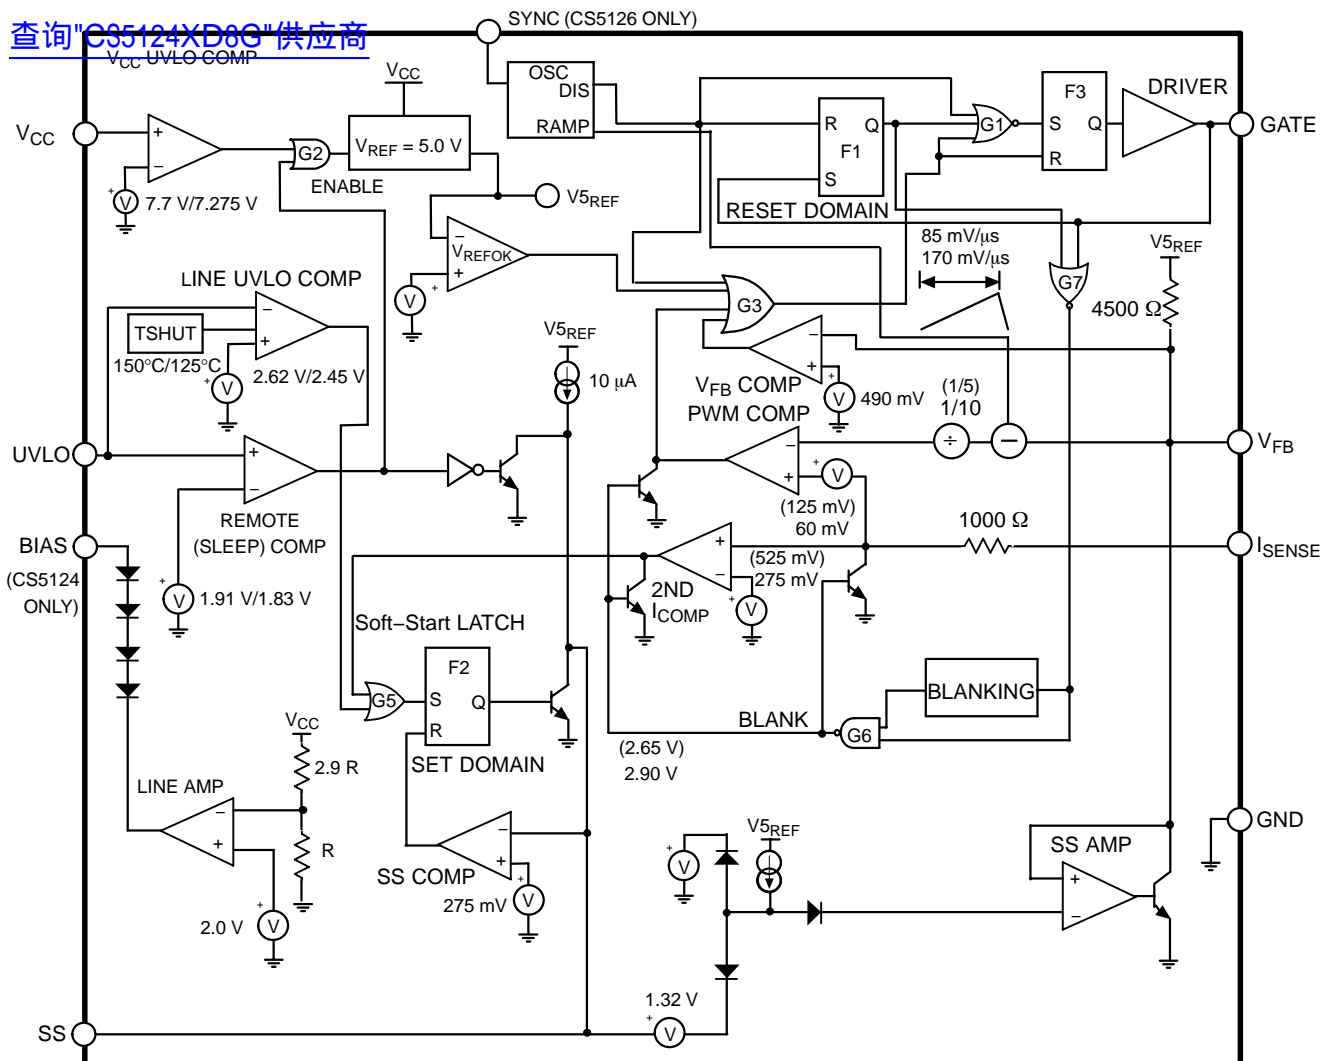 SYNC (CS5126 ONLY)
查询"CS5124XD8G"供应商
VCC UVLO COMP
VCC
OSC
DIS
RAMP
F3
DRIVER
VCC
+
−
G2
VREF = 5.0 V
R
Q
F1
S
G1
S
Q
R
GATE
ENABLE
V
7.7 V/7.275 V
V5REF
RESET DOMAIN
85 mV/μs
170 mV/μs
V5REF
−
VREFOK
+
+
V
G7
4500 Ω
LINE UVLO COMP
−
TSHUT
+
150°C/125°C
+
V
2.62 V/2.45 V
G3
V5REF
10 μA
−
+
+
V
490 mV
VFB COMP
PWM COMP
(1/5)
1/10
÷
−
VFB
UVLO
+
−
REMOTE
(SLEEP) COMP
−
+
+
V
(125 mV)
60 mV
1000 Ω
ISENSE
BIAS
(CS5124
ONLY)
+
V
1.91 V/1.83 V
+
−
(525 mV)
275 mV
+
V
2ND
ICOMP
Soft−Start LATCH
F2
G5
S
Q
R
SET DOMAIN
BLANKING
BLANK
G6
(2.65 V)
2.90 V
VCC
2.9 R
LINE AMP
−
+
R
2.0 V
+
V
−
+
SS COMP
275 mV
+
V
V5REF
+
V
SS AMP
+
−
GND
1.32 V
+
V
SS